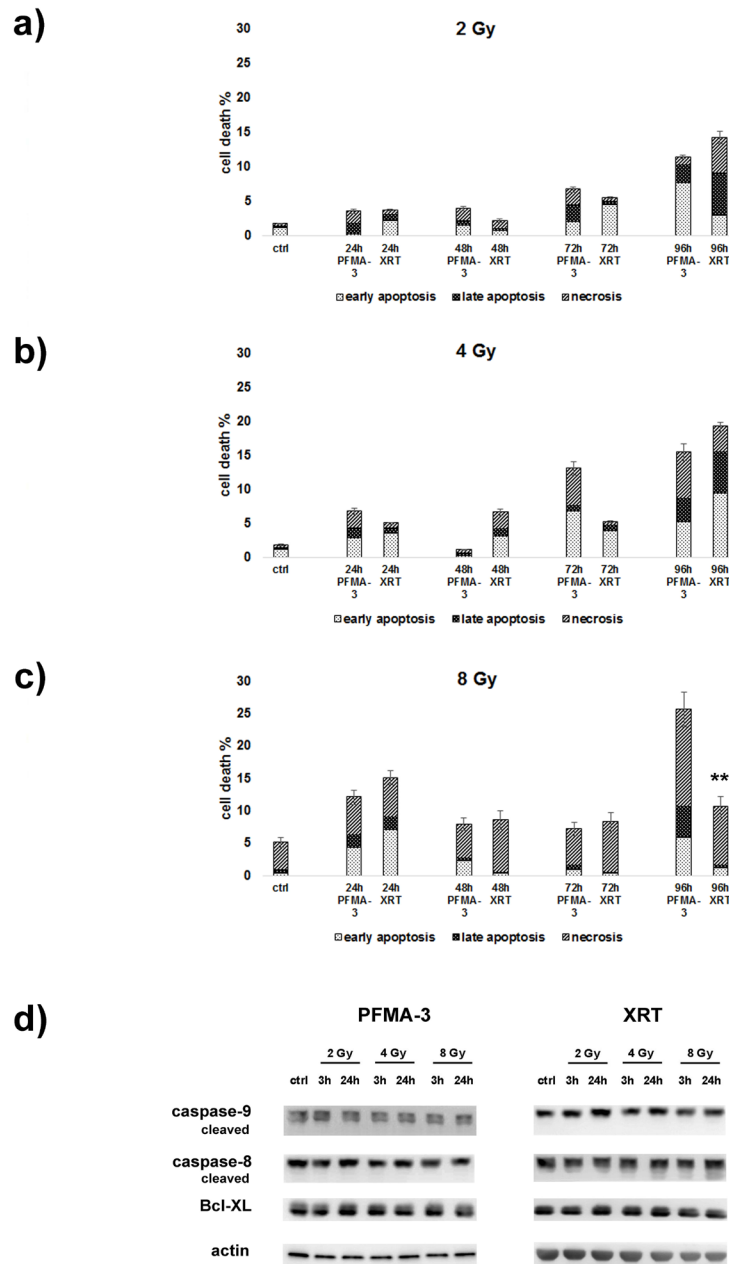 a)
2 Gy
cell death %
30
25
20
15
10
5
0
ctrl 24h PFMA-3 24h XRT 48h PFMA-3 48h XRT 72h PFMA-3 72h XRT 96h PFMA-3 96h XRT
early apoptosis late apoptosis necrosis
b)
4 Gy
cell death %
30
25
20
15
10
5
0
ctrl 24h PFMA-3 24h XRT 48h PFMA-3 48h XRT 72h PFMA-3 72h XRT 96h PFMA-3 96h XRT
early apoptosis late apoptosis necrosis
c)
8 Gy
cell death %
30
25
20
15
10
5
0
**
ctrl 24h PFMA-3 24h XRT 48h PFMA-3 48h XRT 72h PFMA-3 72h XRT 96h PFMA-3 96h XRT
early apoptosis late apoptosis necrosis
d)
PFMA-3 XRT
2 Gy 4 Gy 8 Gy 2 Gy 4 Gy 8 Gy
ctrl 3h 24h 3h 24h 3h 24h ctrl 3h 24h 3h 24h 3h 24h
caspase-9
cleaved
caspase-8
cleaved
Bcl-XL
actin